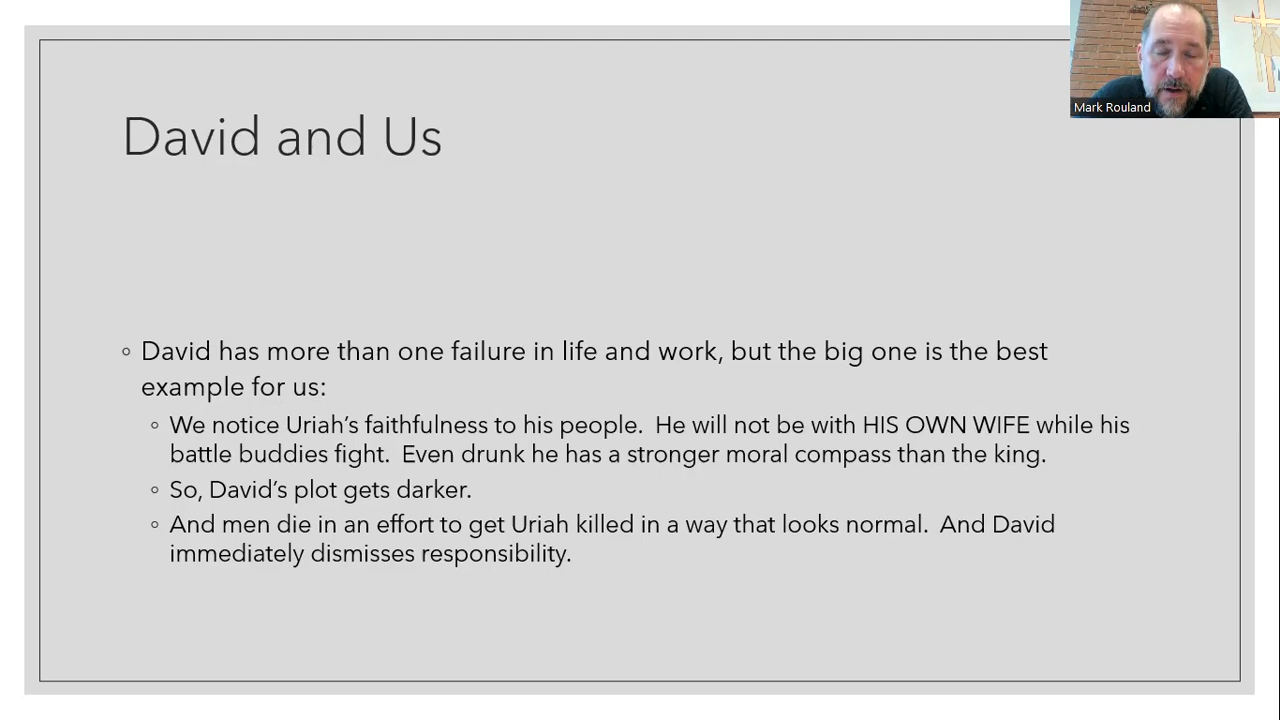 Mark Rouland
David and Us
◦ David has more than one failure in life and work, but the big one is the best
example for us:
◦ We notice Uriah’s faithfulness to his people.  He will not be with HIS OWN WIFE while his
battle buddies fight.  Even drunk he has a stronger moral compass than the king.
◦ So, David’s plot gets darker.
◦ And men die in an effort to get Uriah killed in a way that looks normal.  And David
immediately dismisses responsibility.